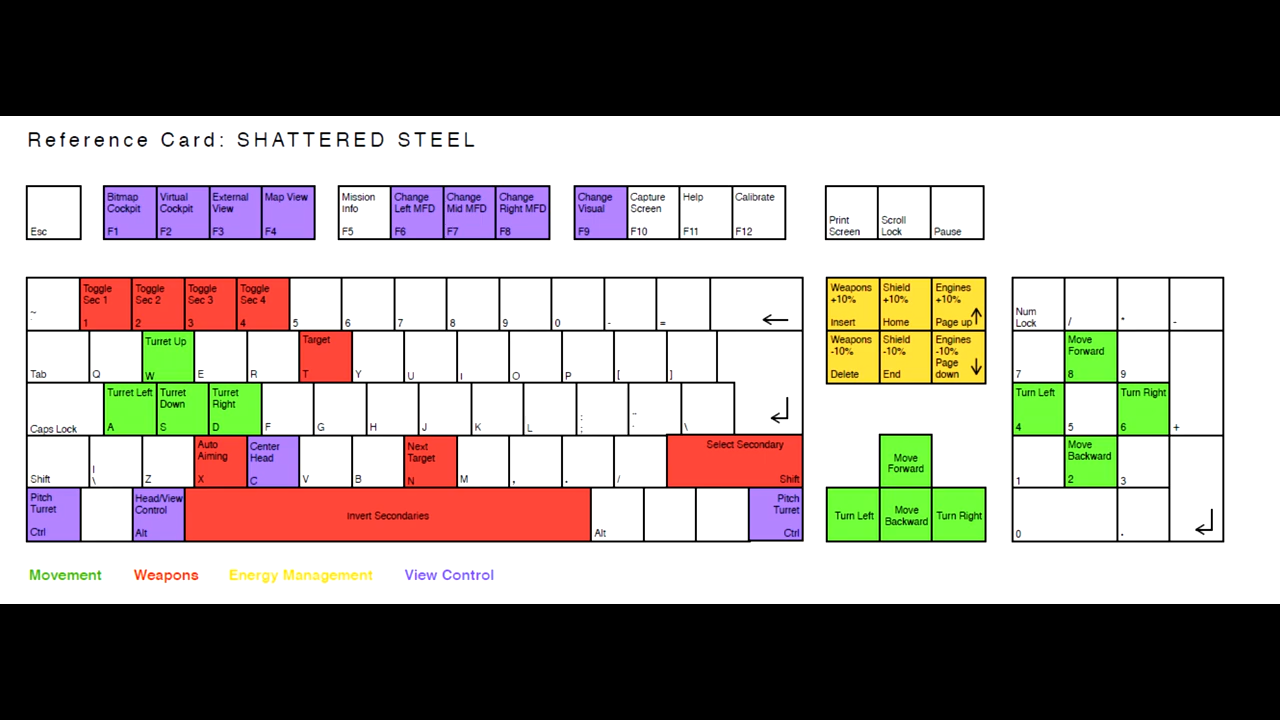 Reference Card: SHATTERED STEEL
Esc
Bitmap Cockpit F1
Virtual Cockpit F2
External View F3
Map View F4
Mission Info F5
Change Left MFD F6
Change Mid MFD F7
Change Right MFD F8
Change Visual F9
Capture Screen F10
Help F11
Calibrate F12
Print Screen
Scroll Lock
Pause
~ `
Toggle Sec 1 1
Toggle Sec 2 2
Toggle Sec 3 3
Toggle Sec 4 4
5 6 7 8 9 0 - = ←
Weapons +10% Insert
Shield +10% Home
Engines +10% Page up ↑
Num Lock / * -
Tab Q
Turret Up W
E R
Target T
Y U I O P [ ]
Weapons -10% Delete
Shield -10% End
Engines -10% Page down ↓
7
Move Forward 8
9
Caps Lock
Turret Left A
Turret Down S
Turret Right D
F G H J K L : ; \ ↵
Turn Left 4
5
Turn Right 6
+
Shift | \ Z
Auto Aiming X
Center Head C
V B
Next Target N
M , . /
Select Secondary Shift
Move Forward
1
Move Backward 2
3
Pitch Turret Ctrl
Head/View Control Alt
Invert Secondaries
Alt
Pitch Turret Ctrl
Turn Left
Move Backward
Turn Right
0 . ↵
Movement Weapons Energy Management View Control